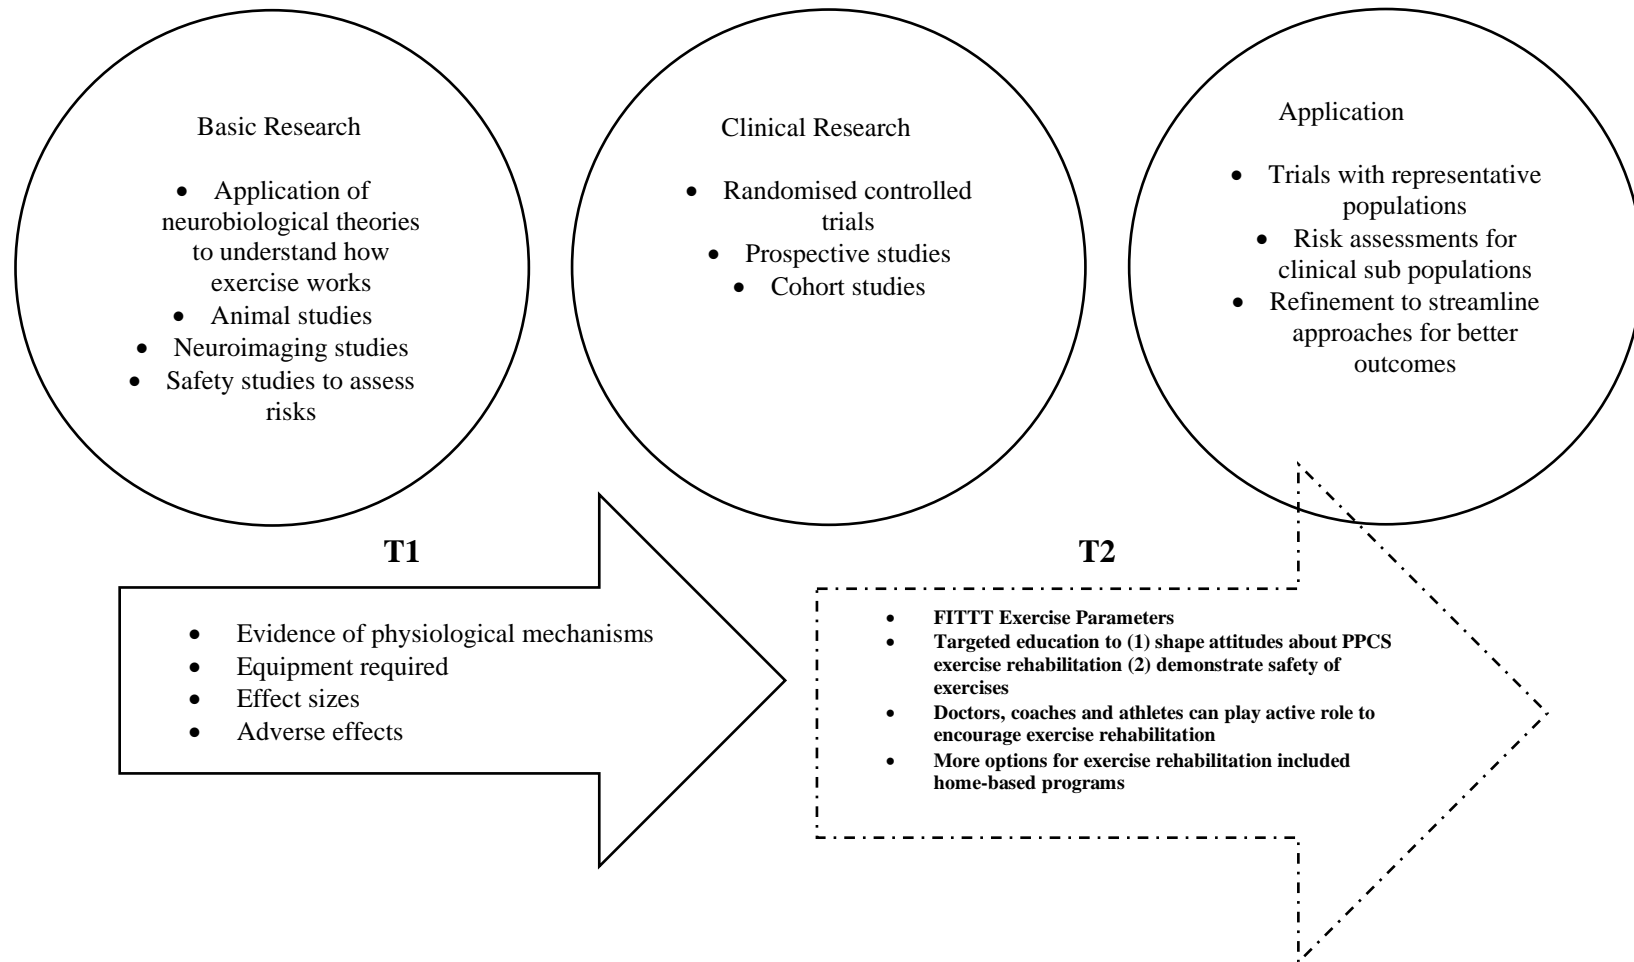 Basic Research
• Application of
neurobiological theories
to understand how
exercise works
• Animal studies
• Neuroimaging studies
• Safety studies to assess
risks
Clinical Research
• Randomised controlled
trials
• Prospective studies
• Cohort studies
Application
• Trials with representative
populations
• Risk assessments for
clinical sub populations
• Refinement to streamline
approaches for better
outcomes
T1
• Evidence of physiological mechanisms
• Equipment required
• Effect sizes
• Adverse effects
T2
• FITTT Exercise Parameters
• Targeted education to (1) shape attitudes about PPCS
exercise rehabilitation (2) demonstrate safety of
exercises
• Doctors, coaches and athletes can play active role to
encourage exercise rehabilitation
• More options for exercise rehabilitation included
home-based programs